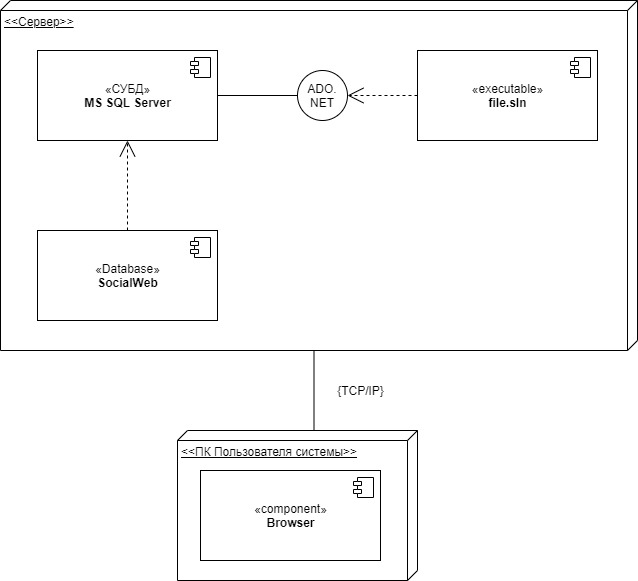 <<Сервер>>
«СУБД»
MS SQL Server
ADO.
NET
«executable»
file.sln
«Database»
SocialWeb
{TCP/IP}
<<ПК Пользователя системы>>
«component»
Browser